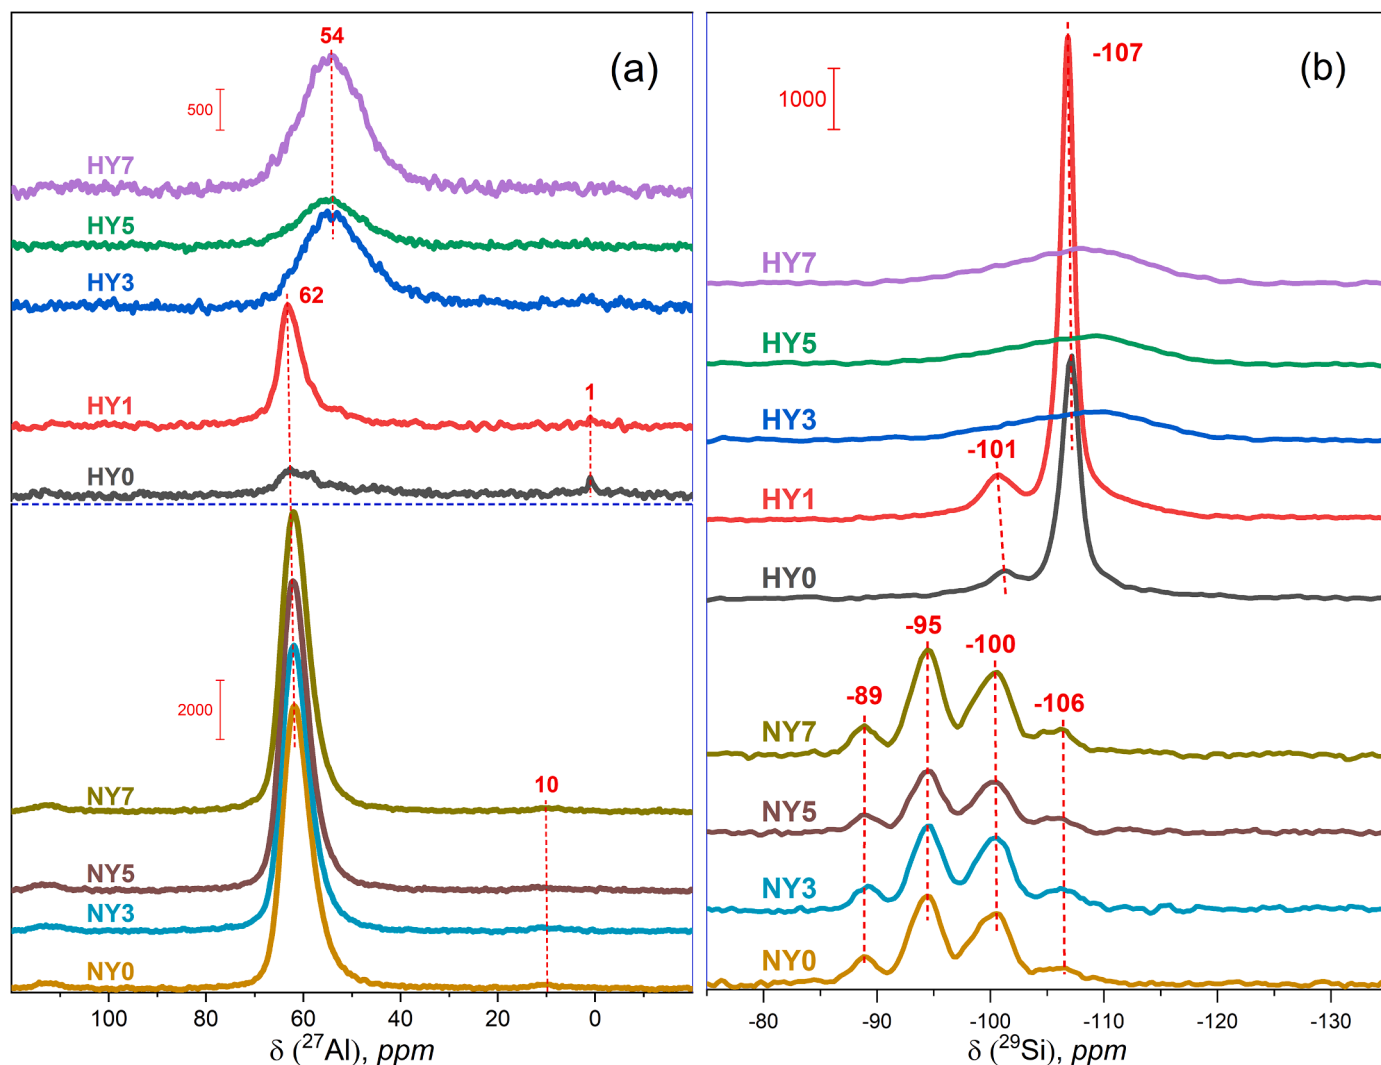 54
(a)
500
HY7
HY5
HY3
62
HY1
1
HY0
2000
NY7
10
NY5
NY3
NY0
100 80 60 40 20 0
δ (²⁷Al), ppm
-107
(b)
1000
HY7
HY5
HY3
-101
HY1
HY0
-95
-100
-89
-106
NY7
NY5
NY3
NY0
-80 -90 -100 -110 -120 -130
δ (²⁹Si), ppm